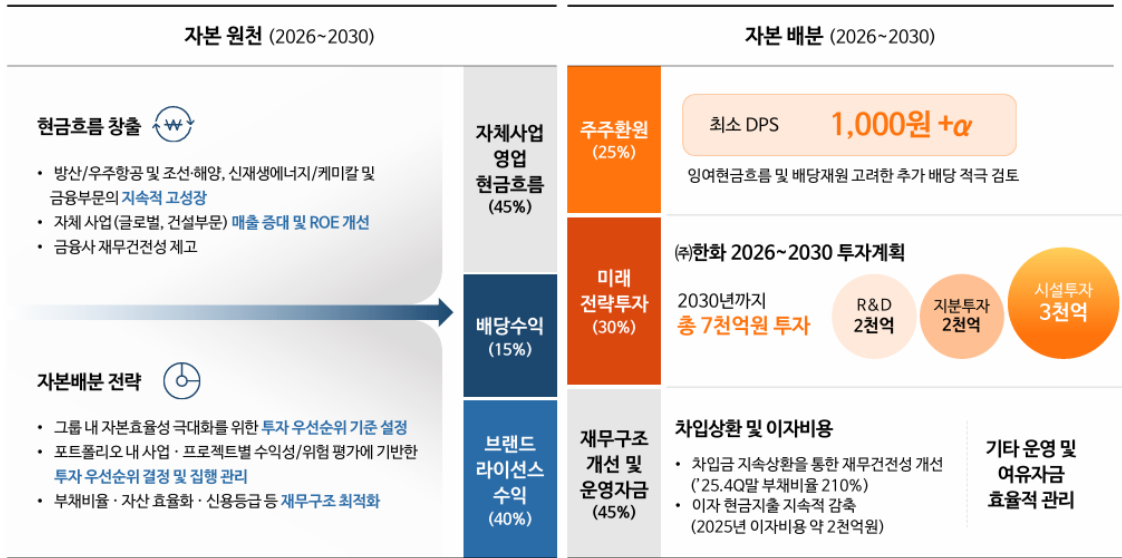 자본 원천 (2026~2030)
현금흐름 창출
• 방산/우주항공 및 조선·해양, 신재생에너지/케미칼 및
금융부문의 지속적 고성장
• 자체 사업(글로벌, 건설부문) 매출 증대 및 ROE 개선
• 금융사 재무건전성 제고
자본배분 전략
• 그룹 내 자본효율성 극대화를 위한 투자 우선순위 기준 설정
• 포트폴리오 내 사업 · 프로젝트별 수익성/위험 평가에 기반한
투자 우선순위 결정 및 집행 관리
• 부채비율 · 자산 효율화 · 신용등급 등 재무구조 최적화
자체사업
영업
현금흐름
(45%)
배당수익
(15%)
브랜드
라이선스
수익
(40%)
자본 배분 (2026~2030)
주주환원
(25%)
최소 DPS 1,000원 +α
잉여현금흐름 및 배당재원 고려한 추가 배당 적극 검토
미래
전략투자
(30%)
㈜한화 2026~2030 투자계획
2030년까지
총 7천억원 투자
R&D
2천억
지분투자
2천억
시설투자
3천억
재무구조
개선 및
운영자금
(45%)
차입상환 및 이자비용
• 차입금 지속상환을 통한 재무건전성 개선
('25.4Q말 부채비율 210%)
• 이자 현금지출 지속적 감축
(2025년 이자비용 약 2천억원)
기타 운영 및
여유자금
효율적 관리